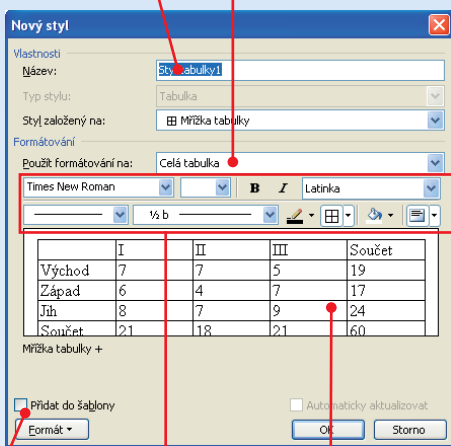 Nový styl
Vlastnosti
Název: Styl tabulky1
Typ stylu: Tabulka
Styl založený na: Mřížka tabulky
Formátování
Použít formátování na: Celá tabulka
Times New Roman B I Latinka
½ b
I II III Součet
Východ 7 7 5 19
Západ 6 4 7 17
Jih 8 7 9 24
Součet 21 18 21 60
Mřížka tabulky +
Přidat do šablony Automaticky aktualizovat
Formát OK Storno